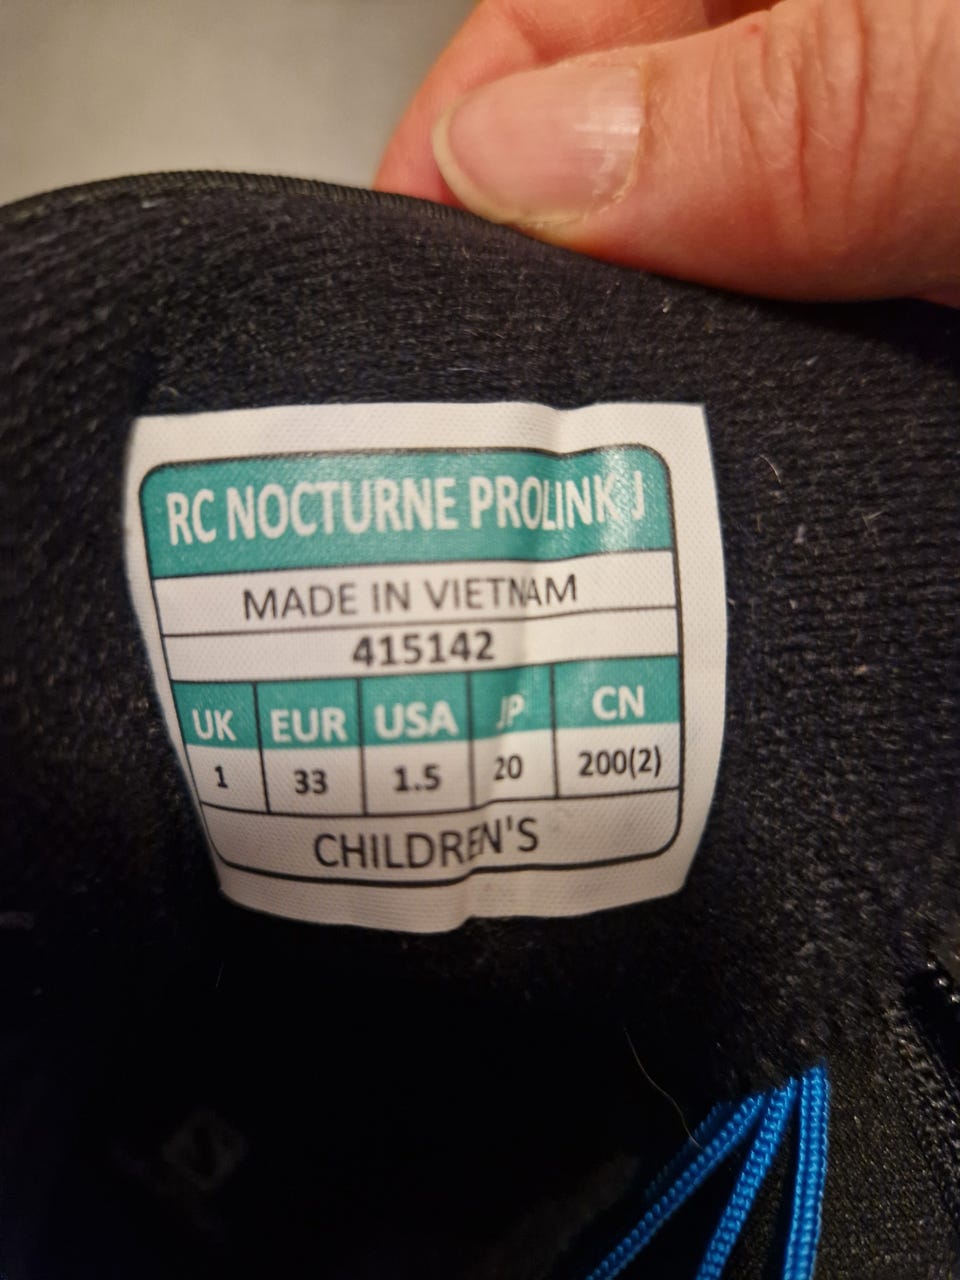 RC NOCTURNE PROLINK J
MADE IN VIETNAM
415142
UK EUR USA JP CN
1 33 1.5 20 200(2)
CHILDREN'S